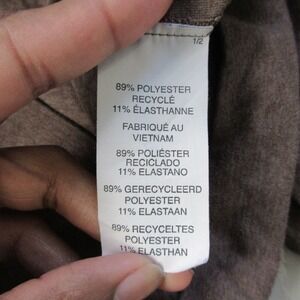 1/2
89% POLYESTER
RECYCLÉ
11% ÉLASTHANNE
FABRIQUÉ AU
VIETNAM
89% POLIÉSTER
RECICLADO
11% ELASTANO
89% GERECYCLEERD
POLYESTER
11% ELASTAAN
89% RECYCELTES
POLYESTER
11% ELASTHAN